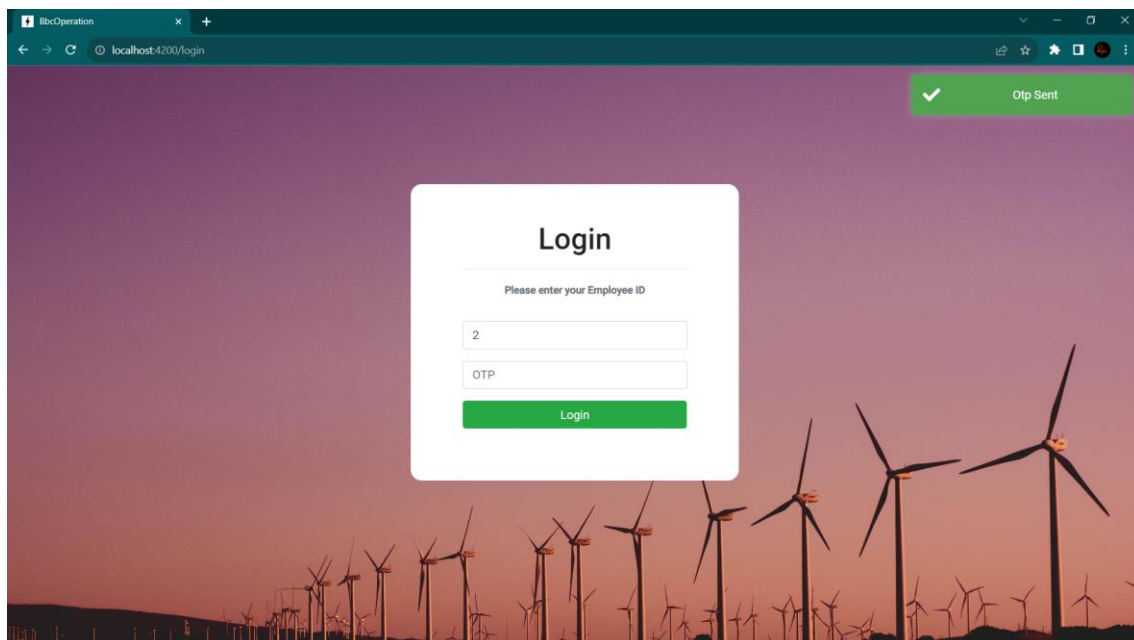 BbcOperation
localhost:4200/login
Otp Sent
Login
Please enter your Employee ID
2
OTP
Login